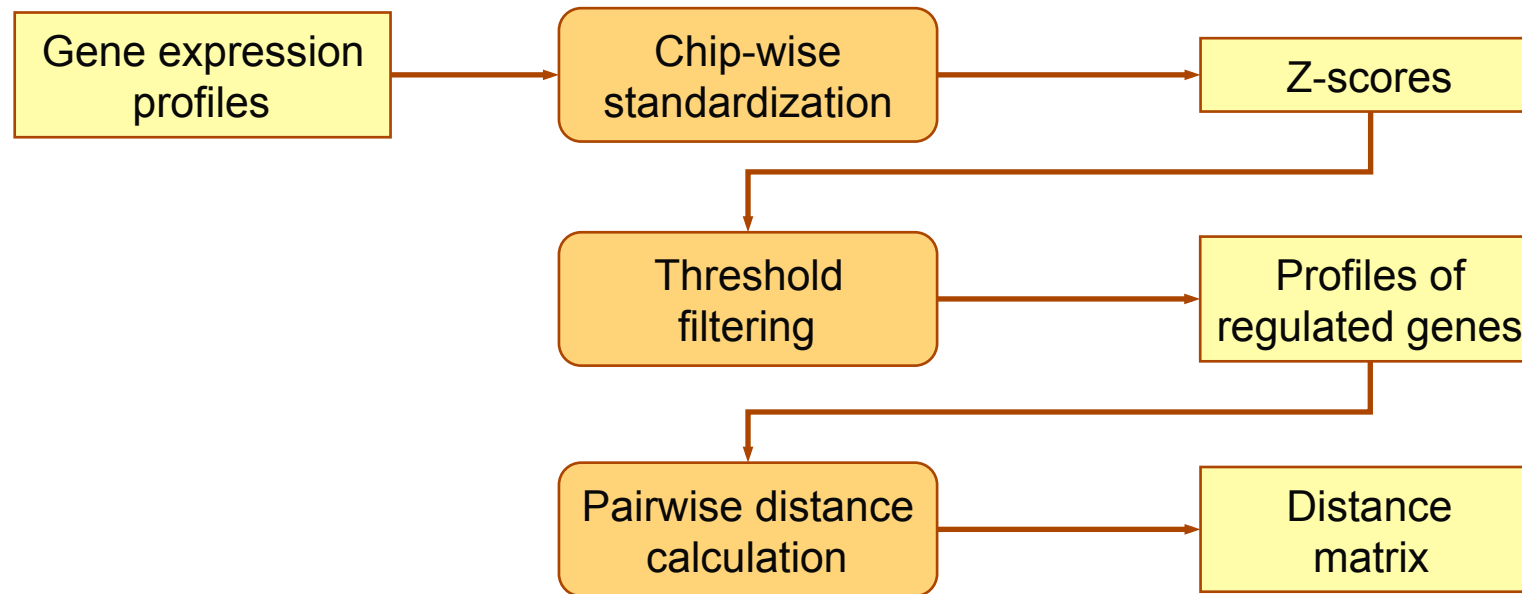 Gene expression
profiles
Chip-wise
standardization
Z-scores
Threshold
filtering
Profiles of
regulated genes
Pairwise distance
calculation
Distance
matrix